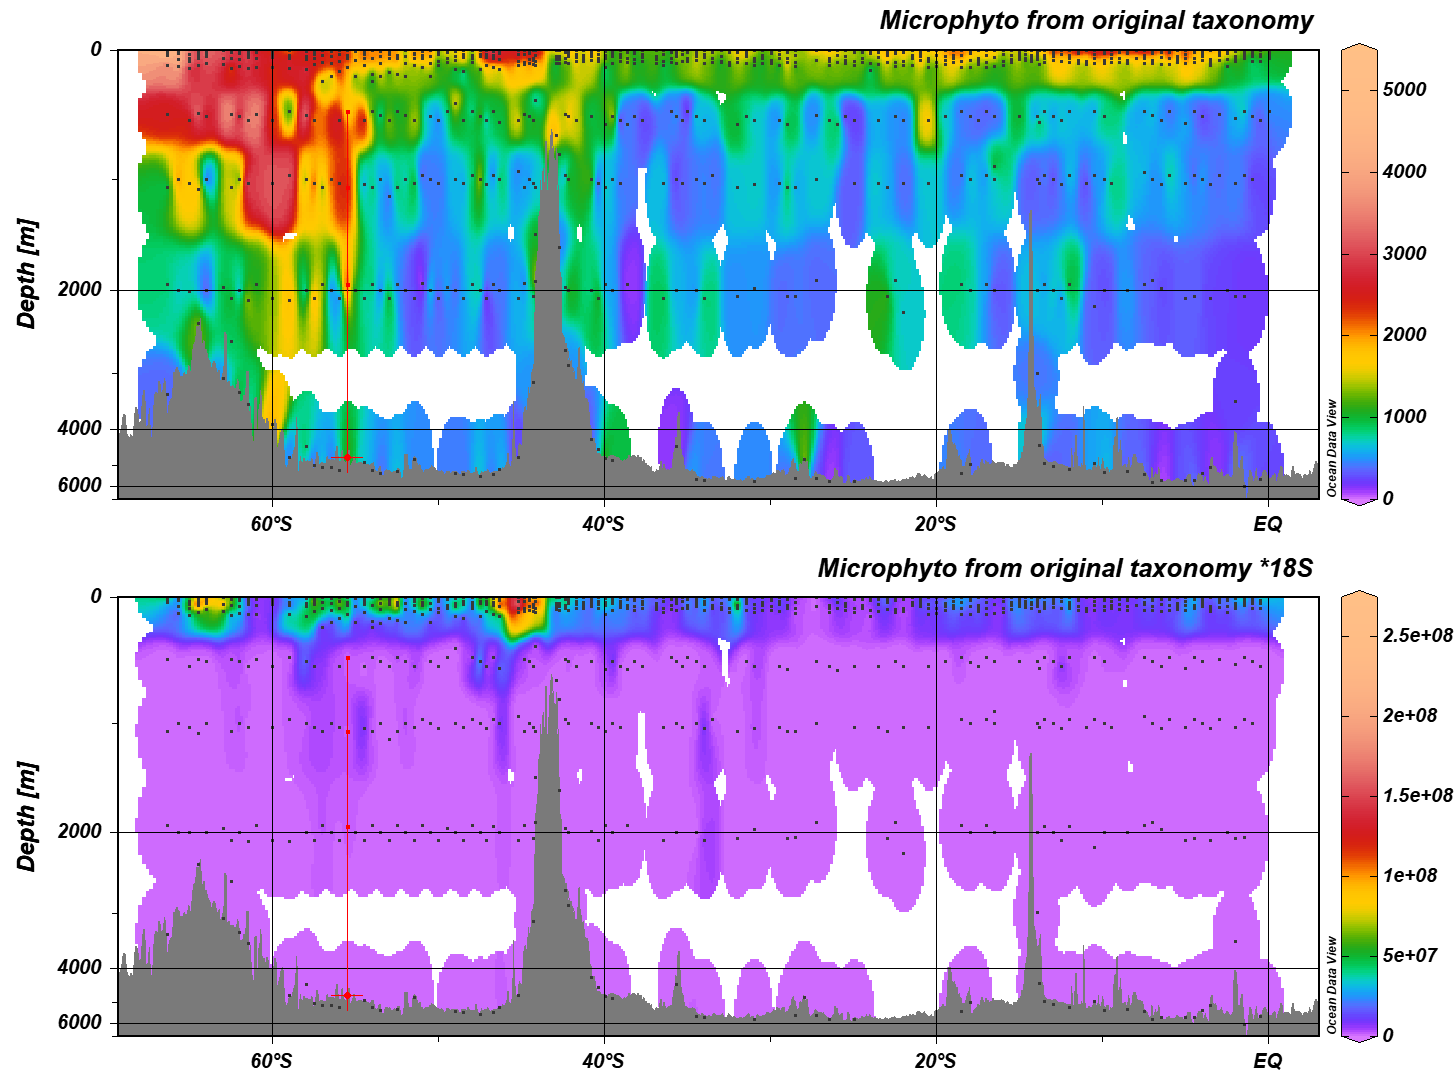 Microphyto from original taxonomy
0
2000
4000
6000
Depth [m]
60°S
40°S
20°S
EQ
Ocean Data View
5000
4000
3000
2000
1000
0
Microphyto from original taxonomy *18S
0
2000
4000
6000
Depth [m]
60°S
40°S
20°S
EQ
Ocean Data View
2.5e+08
2e+08
1.5e+08
1e+08
5e+07
0